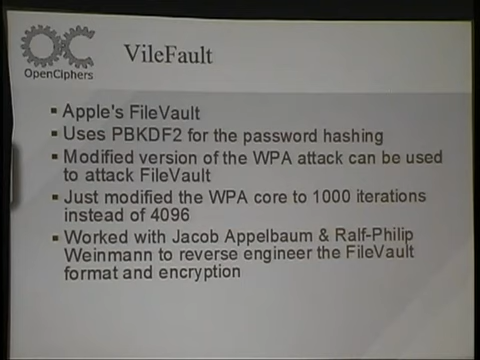 OpenCiphers
VileFault
Apple's FileVault
Uses PBKDF2 for the password hashing
Modified version of the WPA attack can be used
to attack FileVault
Just modified the WPA core to 1000 iterations
instead of 4096
Worked with Jacob Appelbaum & Ralf-Philip
Weinmann to reverse engineer the FileVault
format and encryption